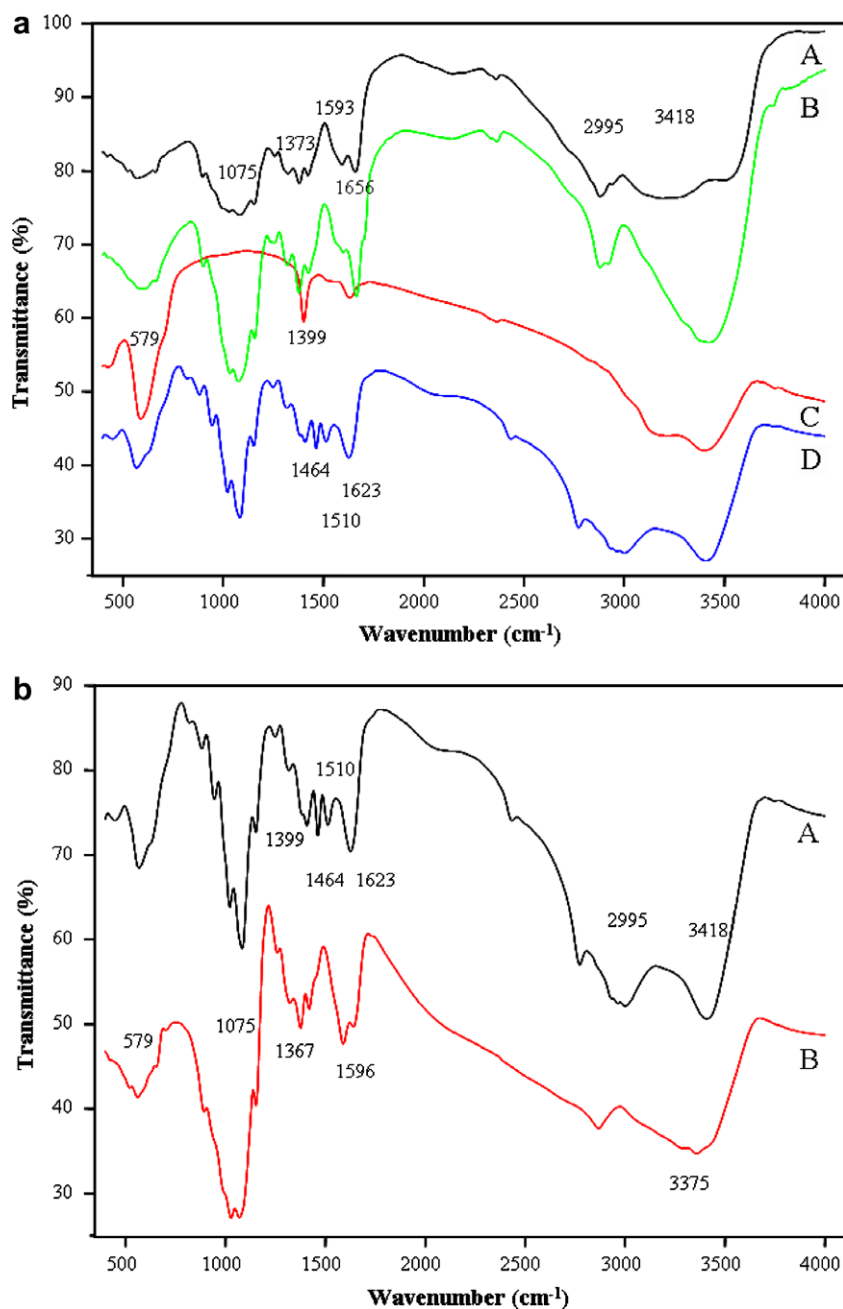 a
100
90
80
70
60
50
40
30
Transmittance (%)
1593
1373
1075
1656
2995
3418
A
B
579
1399
C
D
1464
1623
1510
500 1000 1500 2000 2500 3000 3500 4000
Wavenumber (cm-1)
b
90
80
70
60
50
40
30
Transmittance (%)
1510
1399
1464 1623
2995
3418
A
579
1075
1367
1596
B
3375
500 1000 1500 2000 2500 3000 3500 4000
Wavenumber (cm-1)